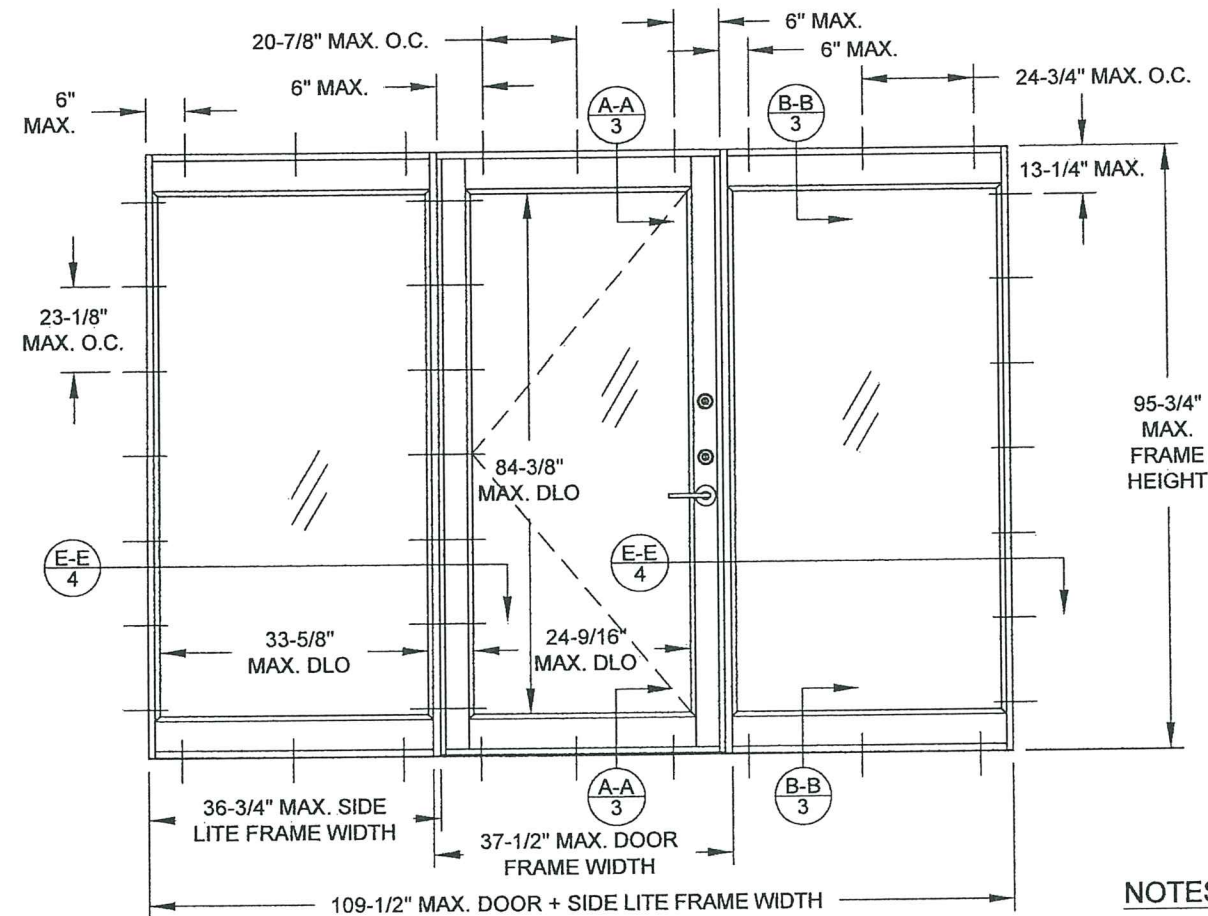 6" MAX.
20-7/8" MAX. O.C.
6" MAX.
6" MAX.
24-3/4" MAX. O.C.
6"
MAX.
A-A
3
B-B
3
13-1/4" MAX.
23-1/8"
MAX. O.C.
95-3/4"
MAX.
FRAME
HEIGHT
84-3/8"
MAX. DLO
E-E
4
E-E
4
33-5/8"
MAX. DLO
24-9/16"
MAX. DLO
A-A
3
B-B
3
36-3/4" MAX. SIDE
LITE FRAME WIDTH
37-1/2" MAX. DOOR
FRAME WIDTH
109-1/2" MAX. DOOR + SIDE LITE FRAME WIDTH
NOTES